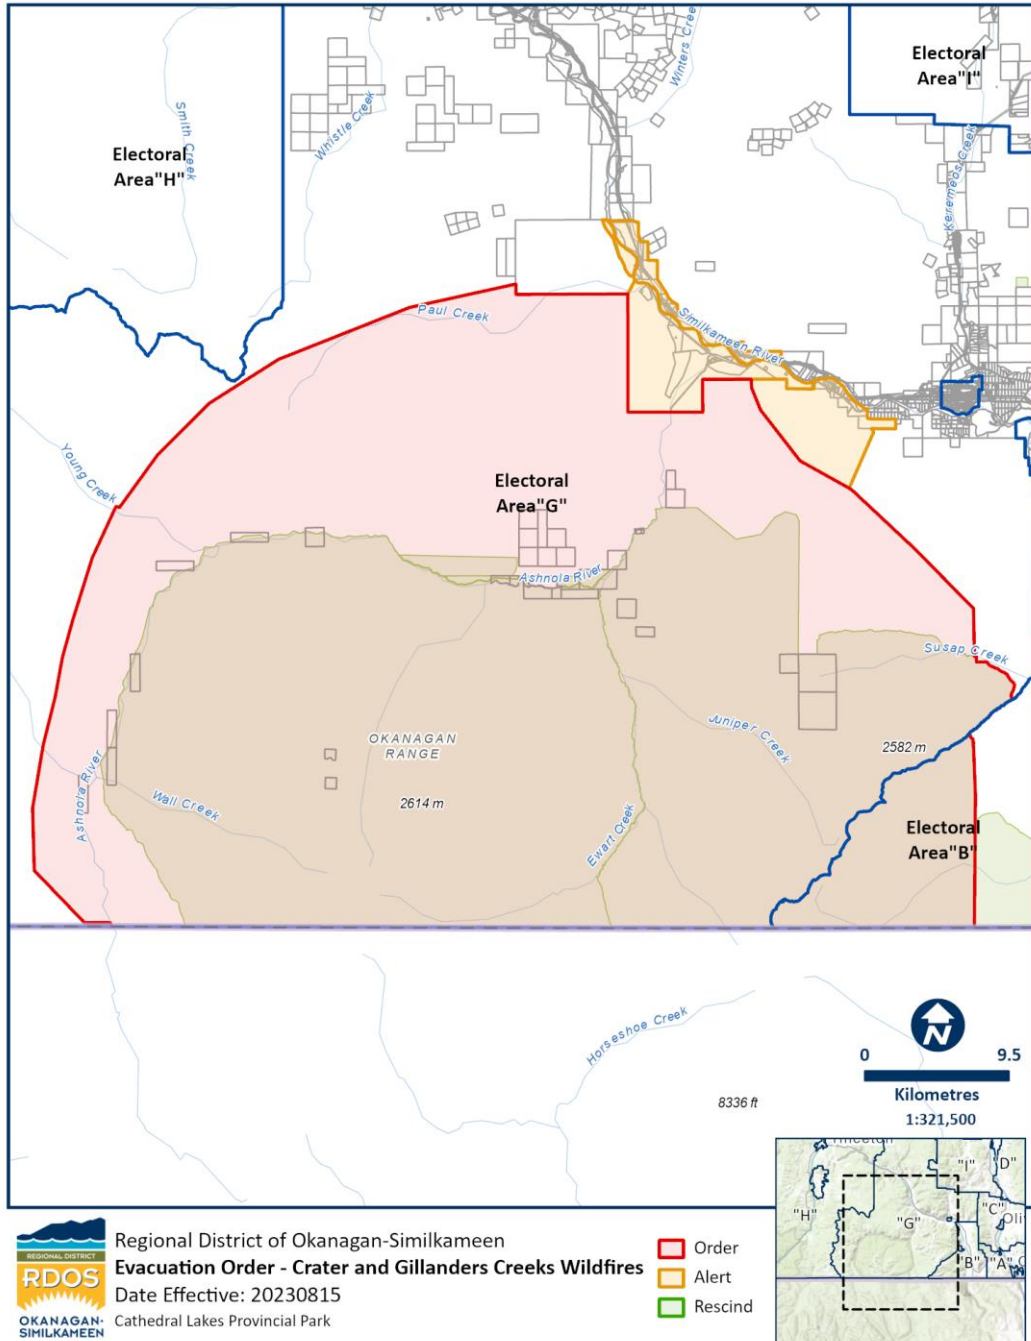 Smith Creek
Whistle Creek
Winters Cree
Electoral
Area"I"
Electoral
Area"H"
Keremeos Creek
Paul Creek
Similkameen River
Young Creek
Electoral
Area"G"
Ashnola River
Susap Creek
OKANAGAN
RANGE
Juniper Creek
2582 m
Ashnola River
Wall Creek
2614 m
Ewart Creek
Electoral
Area"B"
Horseshoe Creek
8336 ft
N
0 9.5
Kilometres
1:321,500
"I"
"D"
"H"
"G"
"C"
Oli
"B"
"A"
REGIONAL DISTRICT
RDOS
OKANAGAN-
SIMILKAMEEN
Regional District of Okanagan-Similkameen
Evacuation Order - Crater and Gillanders Creeks Wildfires
Date Effective: 20230815
Cathedral Lakes Provincial Park
Order
Alert
Rescind